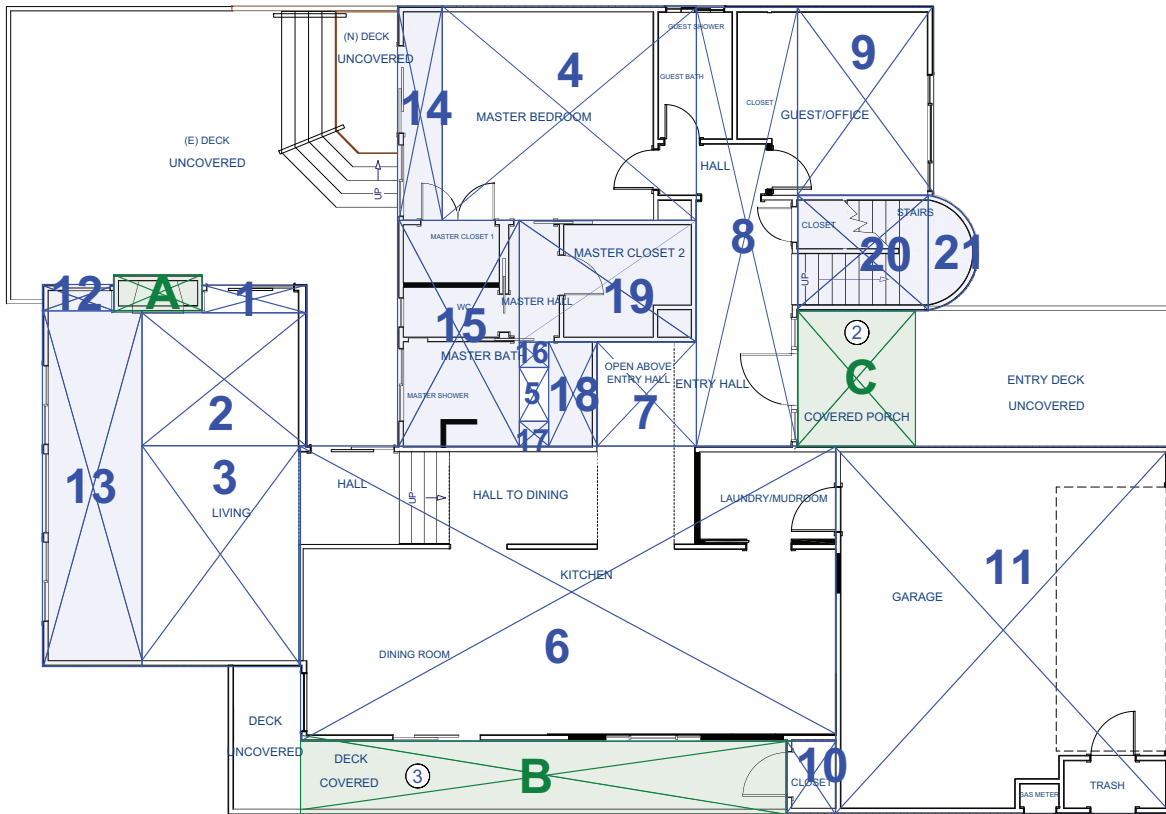 (N) DECK
UNCOVERED
GUEST SHOWER
9
4
GUEST BATH
14
CLOSET
MASTER BEDROOM
GUEST/OFFICE
(E) DECK
UNCOVERED
HALL
UP
STAIRS
CLOSET
MASTER CLOSET 1
8
MASTER CLOSET 2
20
21
UP
12
A
1
MASTER HALL
19
WC
15
2
MASTER BATH
16
OPEN ABOVE
ENTRY HALL
ENTRY HALL
C
ENTRY DECK
UNCOVERED
MASTER SHOWER
5
18
7
COVERED PORCH
2
17
3
13
HALL
UP
HALL TO DINING
LAUNDRY/MUDROOM
LIVING
KITCHEN
11
GARAGE
6
DINING ROOM
DECK
UNCOVERED
DECK
COVERED
3
B
10
CLOSET
GAS METER
TRASH